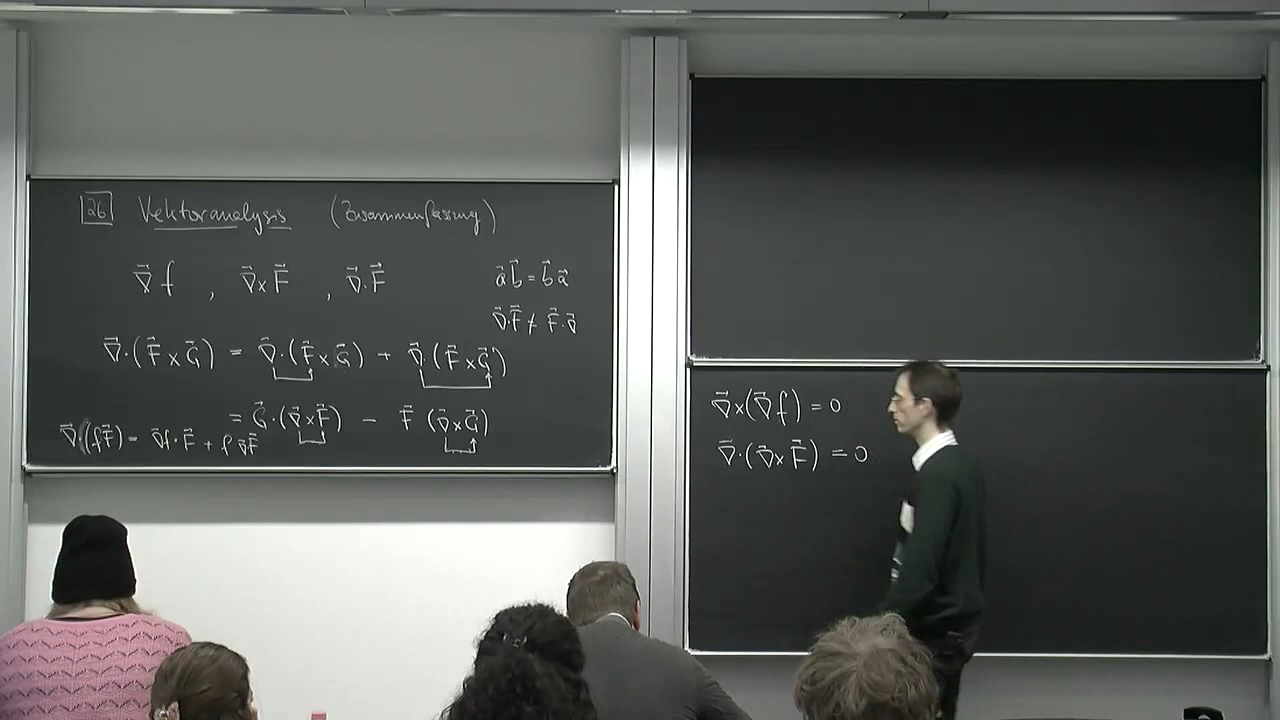 26 Vektoranalysis (Zusammenfassung)
∇⃗f , ∇⃗×F⃗ , ∇⃗·F⃗
a⃗b⃗ = b⃗a⃗
∇⃗·F⃗ ≠ F⃗·∇⃗
∇⃗·(F⃗×G⃗) = ∇⃗·(F⃗×G⃗) + ∇⃗·(F⃗×G⃗)
= G⃗·(∇⃗×F⃗) − F⃗(∇⃗×G⃗)
∇⃗·(fF⃗) = ∇⃗f·F⃗ + f∇⃗F⃗
∇⃗×(∇⃗f) = 0
∇⃗·(∇⃗×F⃗) = 0